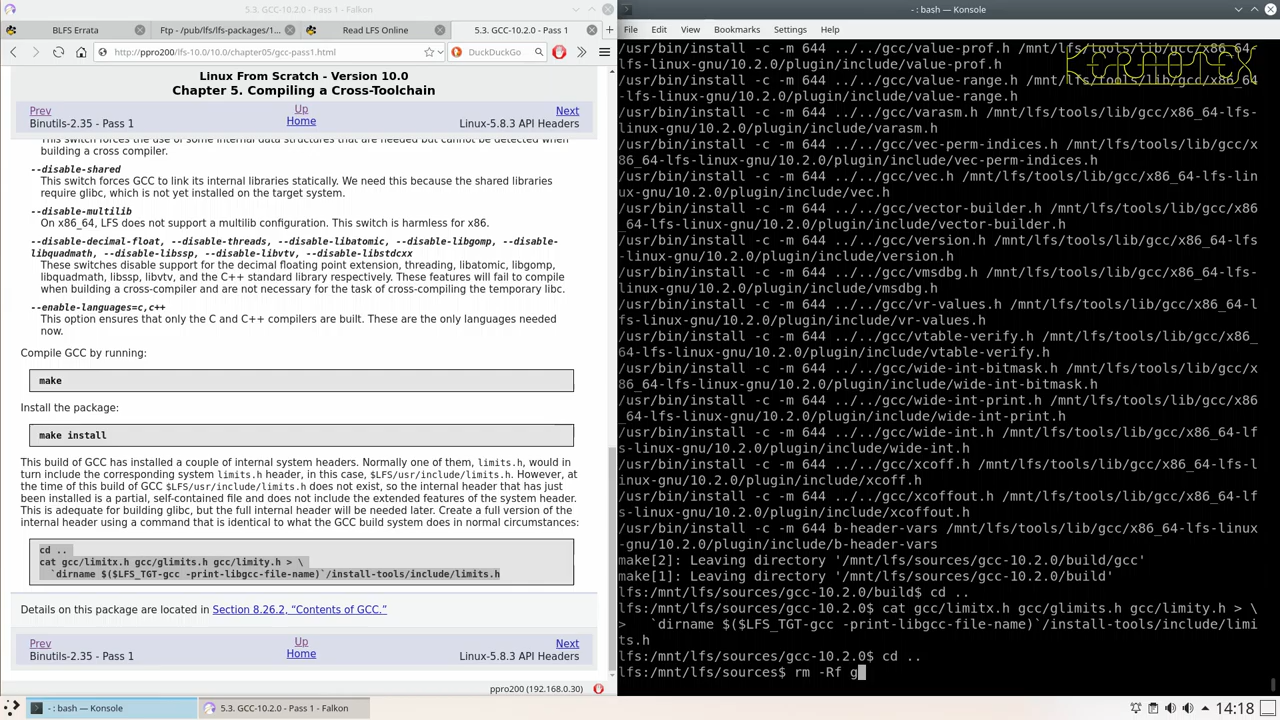 5.3. GCC-10.2.0 - Pass 1 - Falkon
BLFS Errata
Ftp - /pub/lfs/lfs-packages/1...
Read LFS Online
5.3. GCC-10.2.0 - Pass 1
http://ppro200/lfs-10.0/10.0/chapter05/gcc-pass1.html
DuckDuckGo
Linux From Scratch - Version 10.0
Chapter 5. Compiling a Cross-Toolchain
Prev
Up
Next
Binutils-2.35 - Pass 1
Home
Linux-5.8.3 API Headers
This switch forces the use of some internal data structures that are needed but cannot be detected when
building a cross compiler.
--disable-shared
This switch forces GCC to link its internal libraries statically. We need this because the shared libraries
require glibc, which is not yet installed on the target system.
--disable-multilib
On x86_64, LFS does not support a multilib configuration. This switch is harmless for x86.
--disable-decimal-float, --disable-threads, --disable-libatomic, --disable-libgomp, --disable-
libquadmath, --disable-libssp, --disable-libvtv, --disable-libstdcxx
These switches disable support for the decimal floating point extension, threading, libatomic, libgomp,
libquadmath, libssp, libvtv, and the C++ standard library respectively. These features will fail to compile
when building a cross-compiler and are not necessary for the task of cross-compiling the temporary libc.
--enable-languages=c,c++
This option ensures that only the C and C++ compilers are built. These are the only languages needed
now.
Compile GCC by running:
make
Install the package:
make install
This build of GCC has installed a couple of internal system headers. Normally one of them, limits.h, would in
turn include the corresponding system limits.h header, in this case, $LFS/usr/include/limits.h. However, at
the time of this build of GCC $LFS/usr/include/limits.h does not exist, so the internal header that has just
been installed is a partial, self-contained file and does not include the extended features of the system header.
This is adequate for building glibc, but the full internal header will be needed later. Create a full version of the
internal header using a command that is identical to what the GCC build system does in normal circumstances:
cd ..
cat gcc/limitx.h gcc/glimits.h gcc/limity.h > \
`dirname $($LFS_TGT-gcc -print-libgcc-file-name)`/install-tools/include/limits.h
Details on this package are located in Section 8.26.2, “Contents of GCC.”
Prev
Up
Next
Binutils-2.35 - Pass 1
Home
Linux-5.8.3 API Headers
ppro200 (192.168.0.30)
- : bash — Konsole
File Edit View Bookmarks Settings Help
KERNOTEX
/usr/bin/install -c -m 644 ../../gcc/value-prof.h /mnt/lfs/tools/lib/gcc/x86_64-
-lfs-linux-gnu/10.2.0/plugin/include/value-prof.h
/usr/bin/install -c -m 644 ../../gcc/value-range.h /mnt/lfs/tools/lib/gcc/x86_64
-lfs-linux-gnu/10.2.0/plugin/include/value-range.h
/usr/bin/install -c -m 644 ../../gcc/varasm.h /mnt/lfs/tools/lib/gcc/x86_64-lfs-
linux-gnu/10.2.0/plugin/include/varasm.h
/usr/bin/install -c -m 644 ../../gcc/vec-perm-indices.h /mnt/lfs/tools/lib/gcc/x
86_64-lfs-linux-gnu/10.2.0/plugin/include/vec-perm-indices.h
/usr/bin/install -c -m 644 ../../gcc/vec.h /mnt/lfs/tools/lib/gcc/x86_64-lfs-lin
ux-gnu/10.2.0/plugin/include/vec.h
/usr/bin/install -c -m 644 ../../gcc/vector-builder.h /mnt/lfs/tools/lib/gcc/x86
_64-lfs-linux-gnu/10.2.0/plugin/include/vector-builder.h
/usr/bin/install -c -m 644 ../../gcc/version.h /mnt/lfs/tools/lib/gcc/x86_64-lfs
-linux-gnu/10.2.0/plugin/include/version.h
/usr/bin/install -c -m 644 ../../gcc/vmsdbg.h /mnt/lfs/tools/lib/gcc/x86_64-lfs-
linux-gnu/10.2.0/plugin/include/vmsdbg.h
/usr/bin/install -c -m 644 ../../gcc/vr-values.h /mnt/lfs/tools/lib/gcc/x86_64-l
fs-linux-gnu/10.2.0/plugin/include/vr-values.h
/usr/bin/install -c -m 644 ../../gcc/vtable-verify.h /mnt/lfs/tools/lib/gcc/x86_
64-lfs-linux-gnu/10.2.0/plugin/include/vtable-verify.h
/usr/bin/install -c -m 644 ../../gcc/wide-int-bitmask.h /mnt/lfs/tools/lib/gcc/x
86_64-lfs-linux-gnu/10.2.0/plugin/include/wide-int-bitmask.h
/usr/bin/install -c -m 644 ../../gcc/wide-int-print.h /mnt/lfs/tools/lib/gcc/x86
_64-lfs-linux-gnu/10.2.0/plugin/include/wide-int-print.h
/usr/bin/install -c -m 644 ../../gcc/wide-int.h /mnt/lfs/tools/lib/gcc/x86_64-lf
s-linux-gnu/10.2.0/plugin/include/wide-int.h
/usr/bin/install -c -m 644 ../../gcc/xcoff.h /mnt/lfs/tools/lib/gcc/x86_64-lfs-l
inux-gnu/10.2.0/plugin/include/xcoff.h
/usr/bin/install -c -m 644 ../../gcc/xcoffout.h /mnt/lfs/tools/lib/gcc/x86_64-lf
s-linux-gnu/10.2.0/plugin/include/xcoffout.h
/usr/bin/install -c -m 644 b-header-vars /mnt/lfs/tools/lib/gcc/x86_64-lfs-linux
-gnu/10.2.0/plugin/include/b-header-vars
make[2]: Leaving directory '/mnt/lfs/sources/gcc-10.2.0/build/gcc'
make[1]: Leaving directory '/mnt/lfs/sources/gcc-10.2.0/build'
lfs:/mnt/lfs/sources/gcc-10.2.0/build$ cd ..
lfs:/mnt/lfs/sources/gcc-10.2.0$ cat gcc/limitx.h gcc/glimits.h gcc/limity.h > \
>   `dirname $($LFS_TGT-gcc -print-libgcc-file-name)`/install-tools/include/limi
ts.h
lfs:/mnt/lfs/sources/gcc-10.2.0$ cd ..
lfs:/mnt/lfs/sources$ rm -Rf g
- : bash — Konsole
5.3. GCC-10.2.0 - Pass 1 - Falkon
14:18